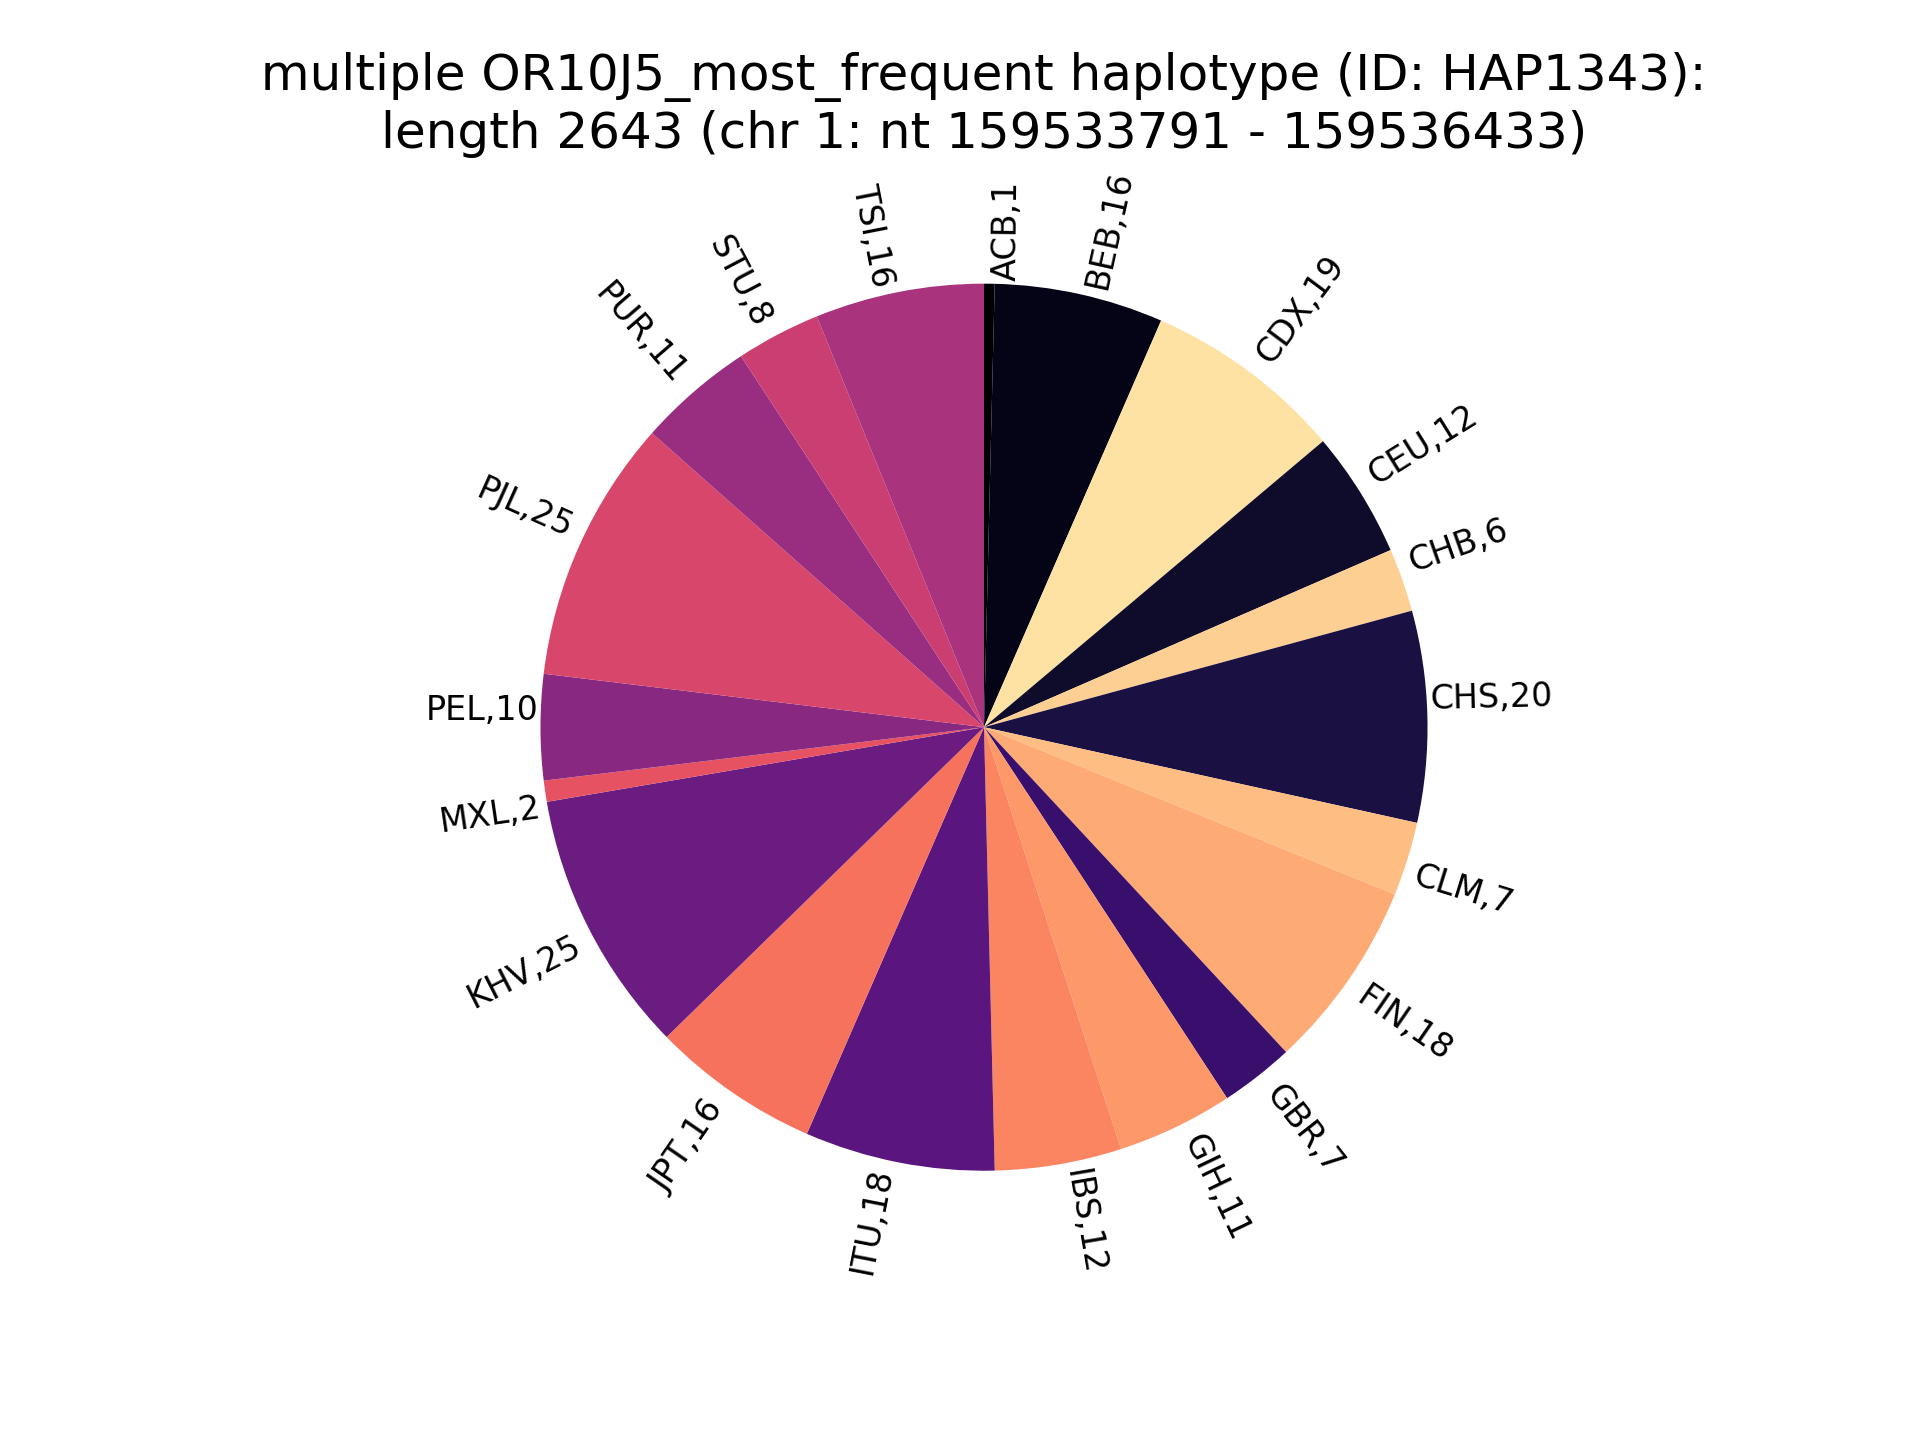 multiple OR10J5_most_frequent haplotype (ID: HAP1343):
length 2643 (chr 1: nt 159533791 - 159536433)
ACB,1
BEB,16
CDX,19
CEU,12
CHB,6
CHS,20
CLM,7
FIN,18
GBR,7
GIH,11
IBS,12
ITU,18
JPT,16
KHV,25
MXL,2
PEL,10
PJL,25
PUR,11
STU,8
TSI,16